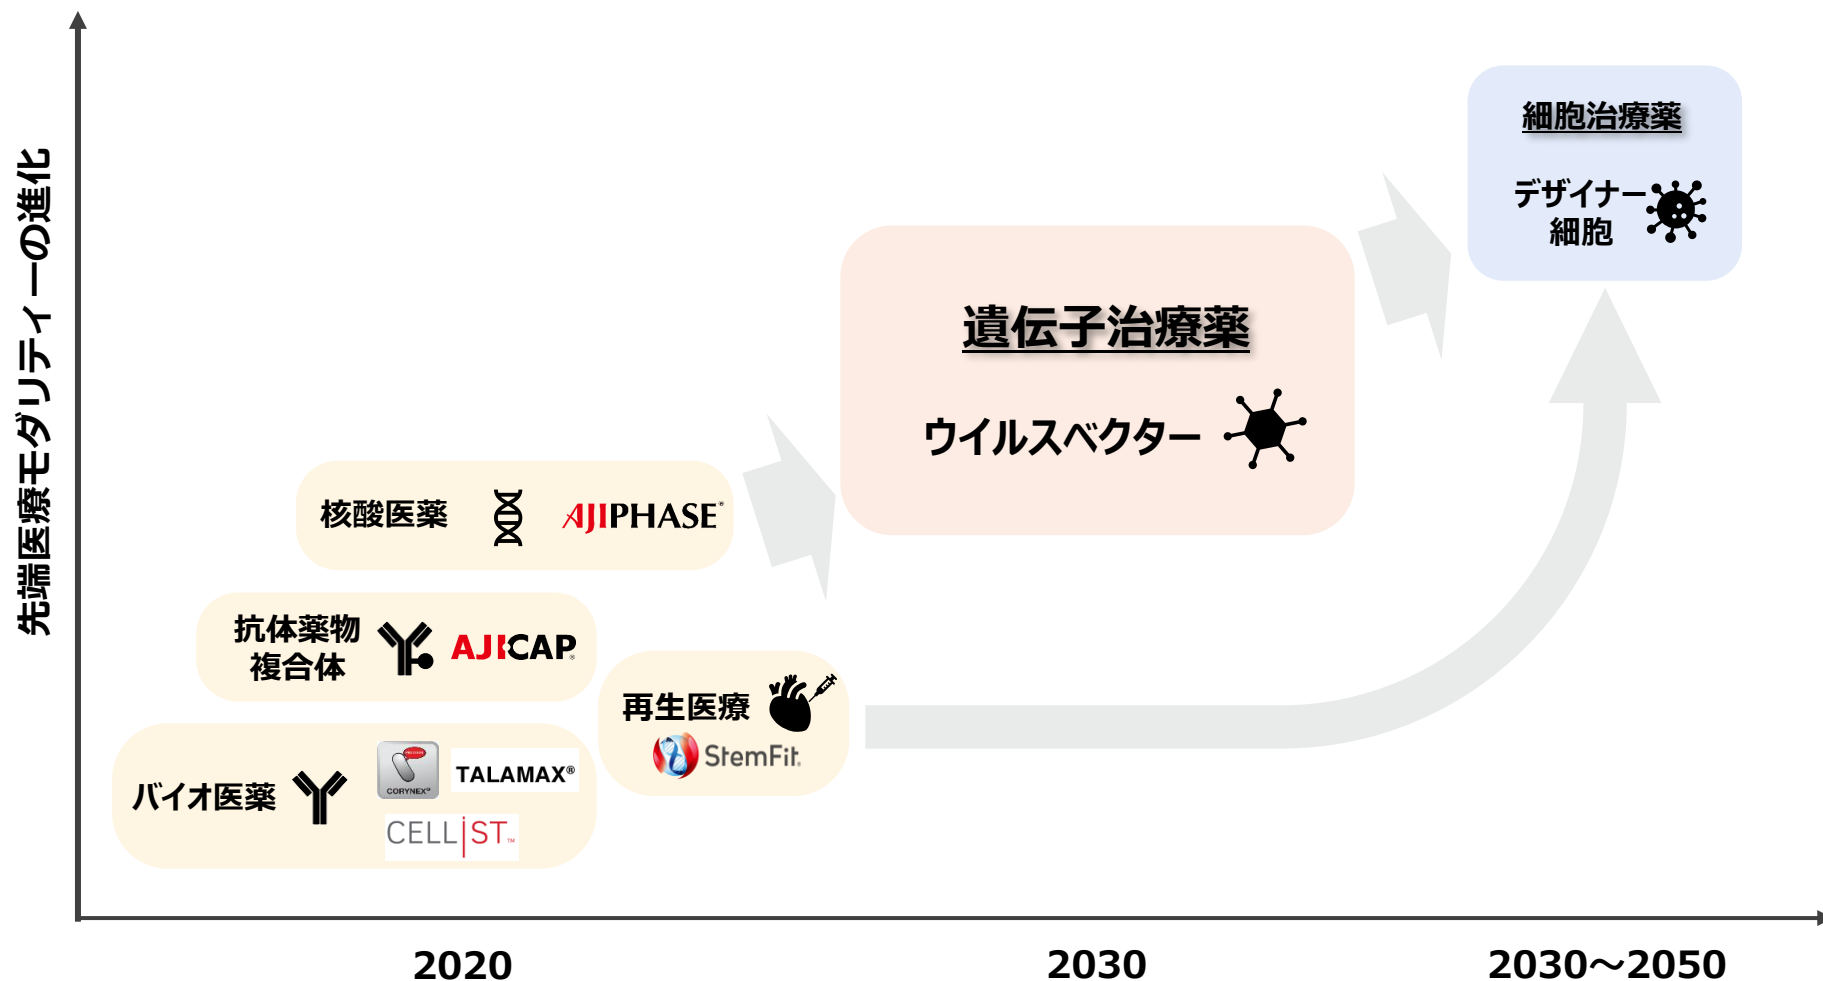 先端医療モダリティーの進化
細胞治療薬
デザイナー
細胞
遺伝子治療薬
ウイルスベクター
核酸医薬
AJIPHASE®
抗体薬物
複合体
AJICAP®
再生医療
StemFit®
バイオ医薬
CORYNEX®
TALAMAX®
CELLiST™
2020
2030
2030～2050